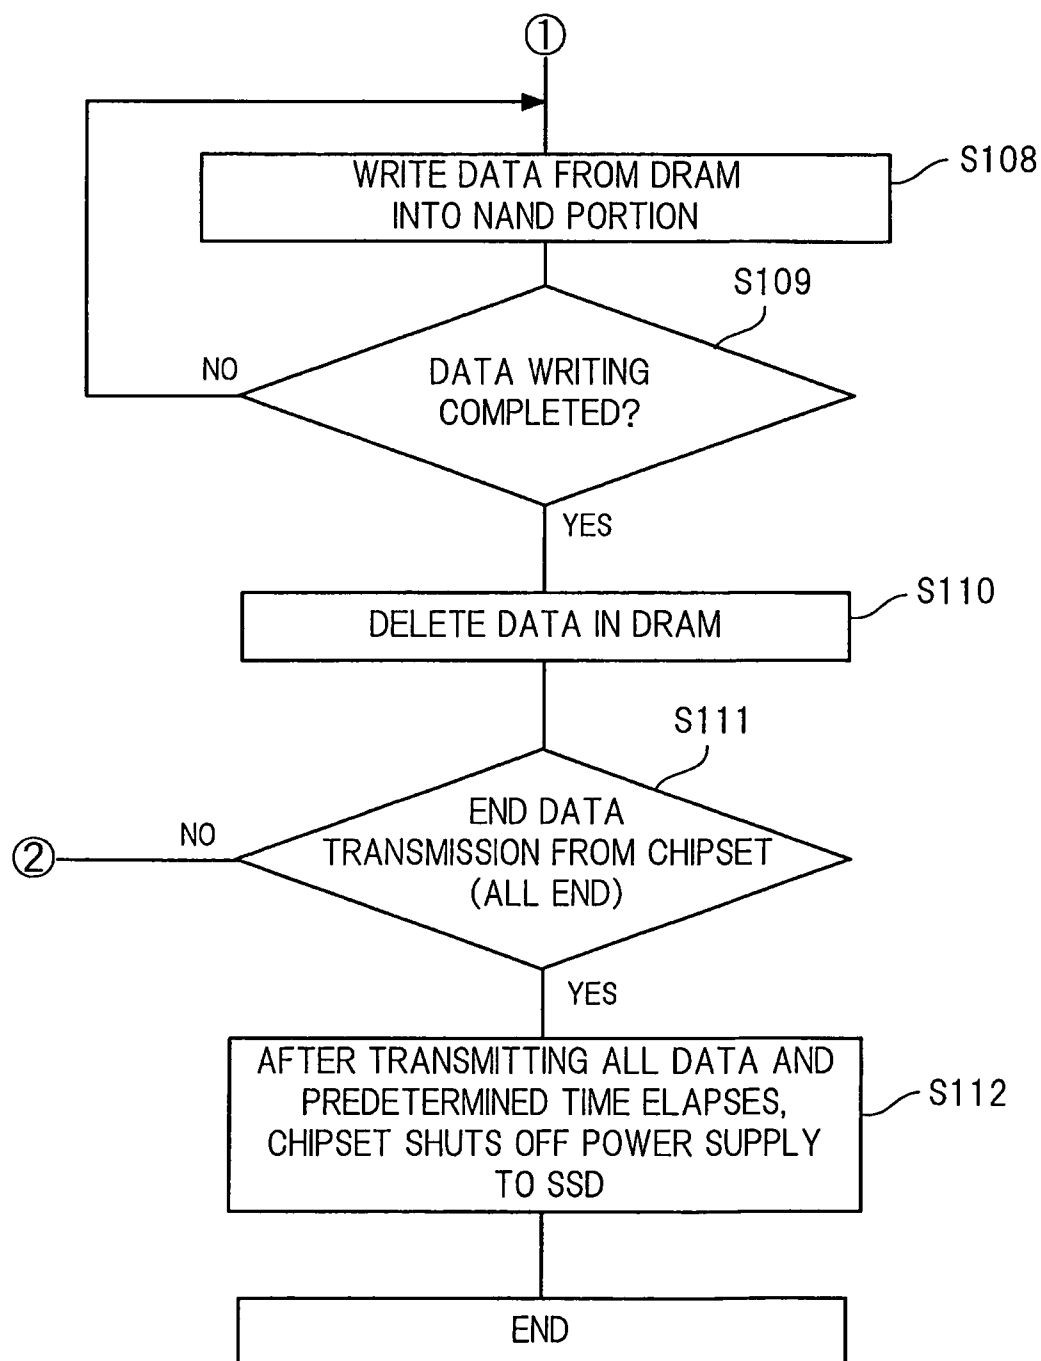 ①
WRITE DATA FROM DRAM
INTO NAND PORTION
S108
S109
NO
DATA WRITING
COMPLETED?
YES
DELETE DATA IN DRAM
S110
S111
②
NO
END DATA
TRANSMISSION FROM CHIPSET
(ALL END)
YES
AFTER TRANSMITTING ALL DATA AND
PREDETERMINED TIME ELAPSES,
CHIPSET SHUTS OFF POWER SUPPLY
TO SSD
S112
END